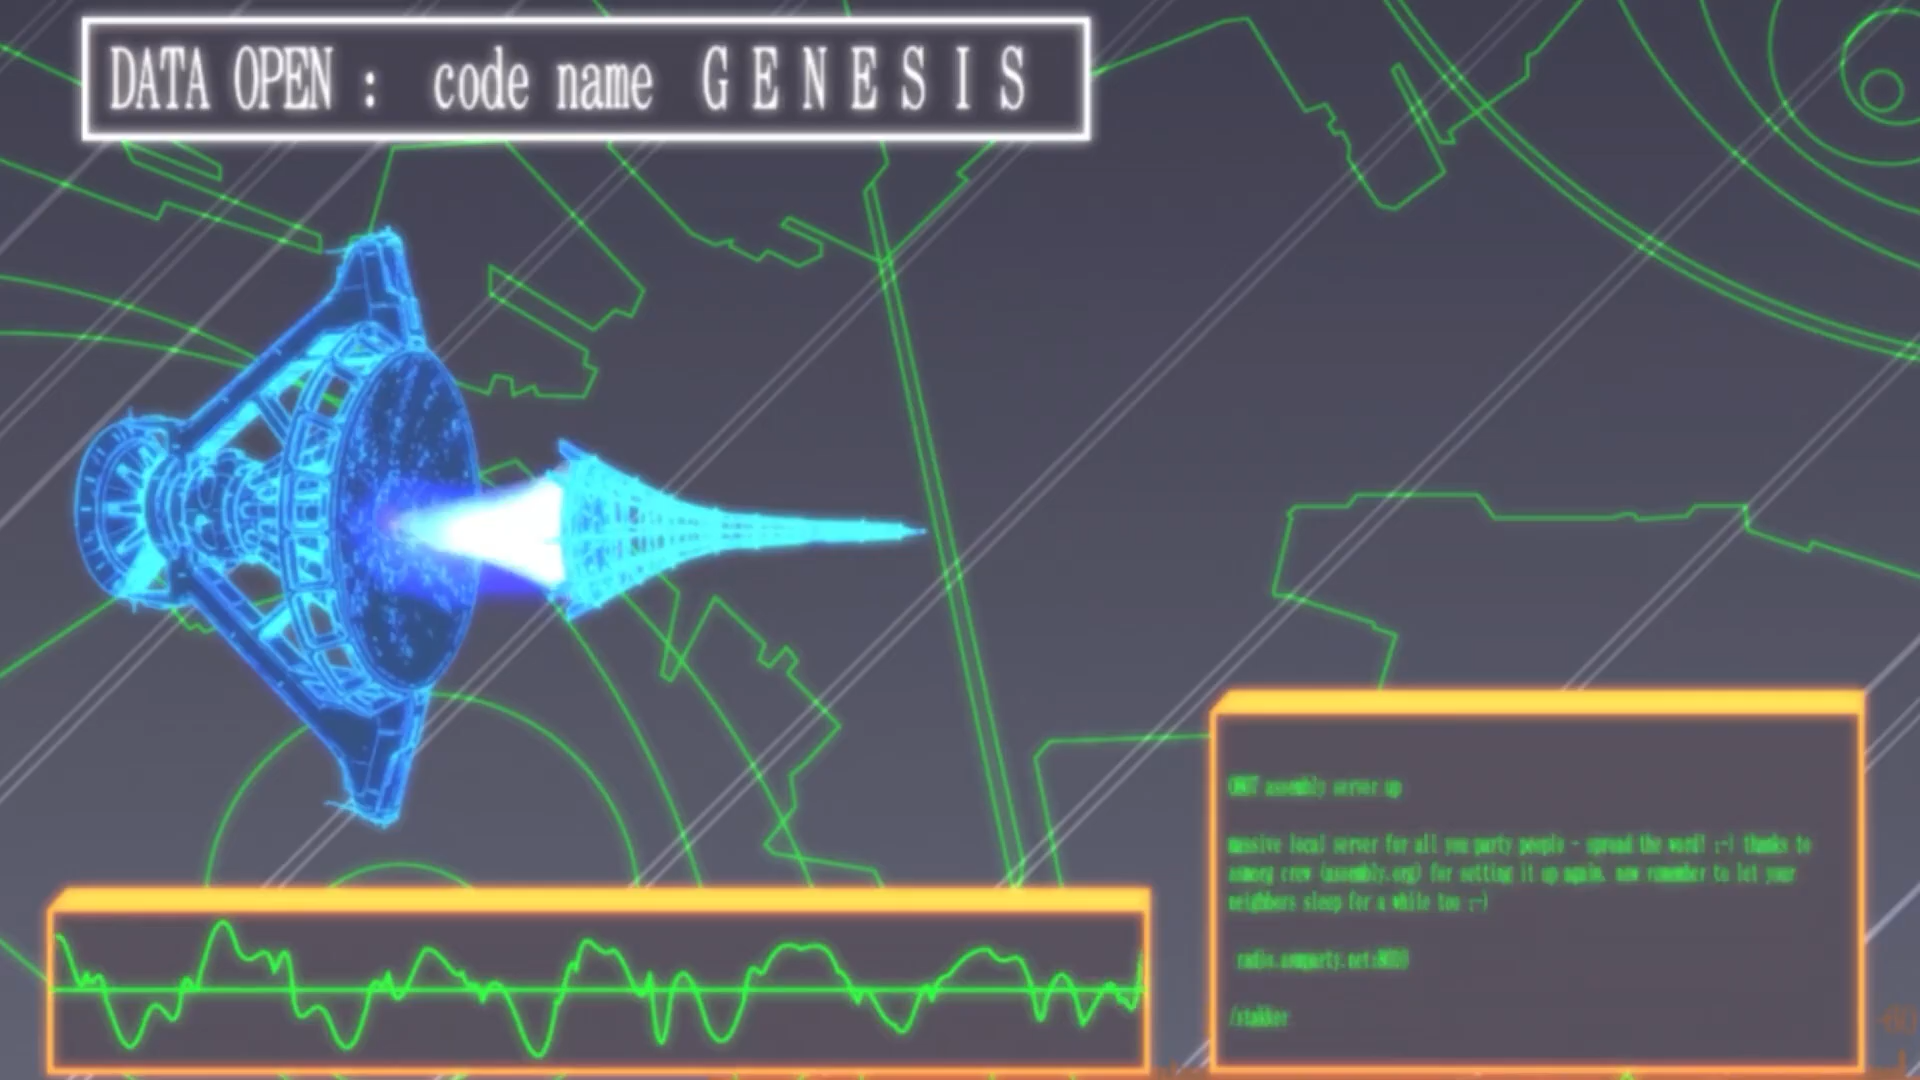 DATA OPEN : code name GENESIS
assembly server up
massive local server for all you party people - spread the word! ;-) thanks to
asmorg crew (assembly.org) for setting it up again. now remember to let your
neighbors sleep for a while too ;-)
/stakker